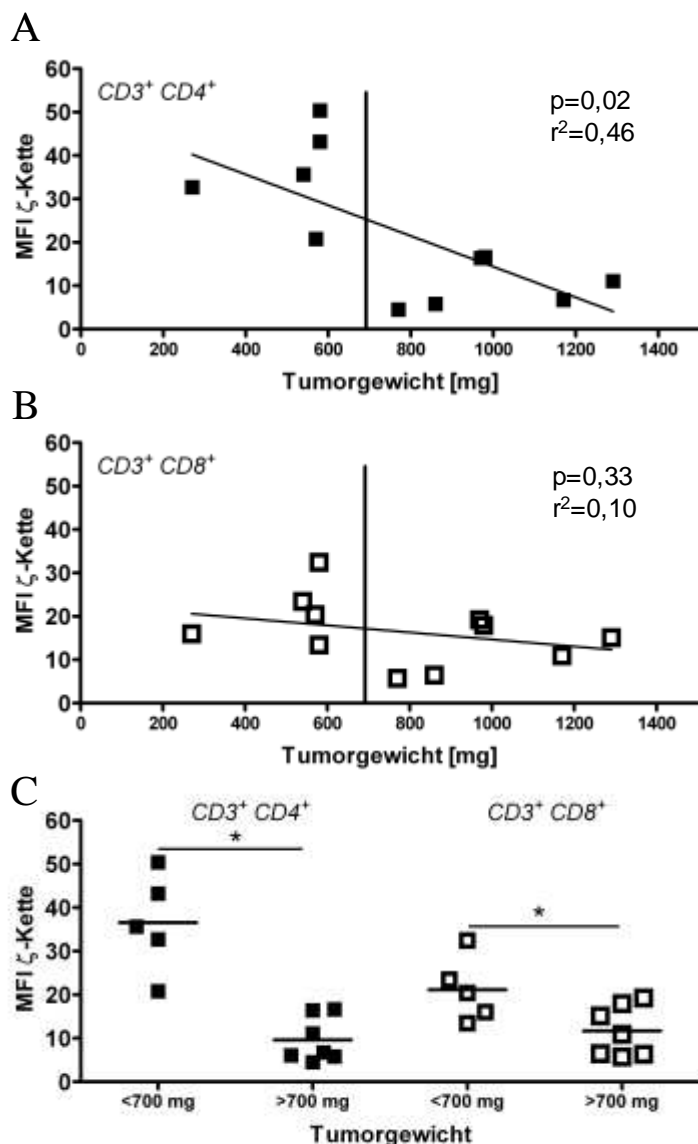 A
CD3+ CD4+
p=0,02
r²=0,46
MFI ζ-Kette
60
50
40
30
20
10
0
0 200 400 600 800 1000 1200 1400
Tumorgewicht [mg]
B
CD3+ CD8+
p=0,33
r²=0,10
MFI ζ-Kette
60
50
40
30
20
10
0
0 200 400 600 800 1000 1200 1400
Tumorgewicht [mg]
C
CD3+ CD4+ CD3+ CD8+
* *
MFI ζ-Kette
60
50
40
30
20
10
0
<700 mg >700 mg <700 mg >700 mg
Tumorgewicht